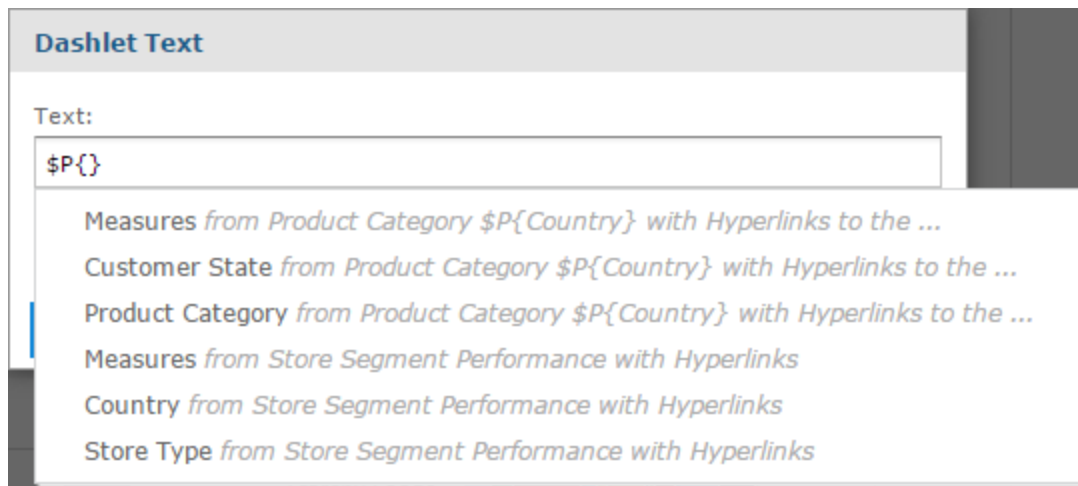 Dashlet Text
Text:
$P{}
Measures from Product Category $P{Country} with Hyperlinks to the ...
Customer State from Product Category $P{Country} with Hyperlinks to the ...
Product Category from Product Category $P{Country} with Hyperlinks to the ...
Measures from Store Segment Performance with Hyperlinks
Country from Store Segment Performance with Hyperlinks
Store Type from Store Segment Performance with Hyperlinks